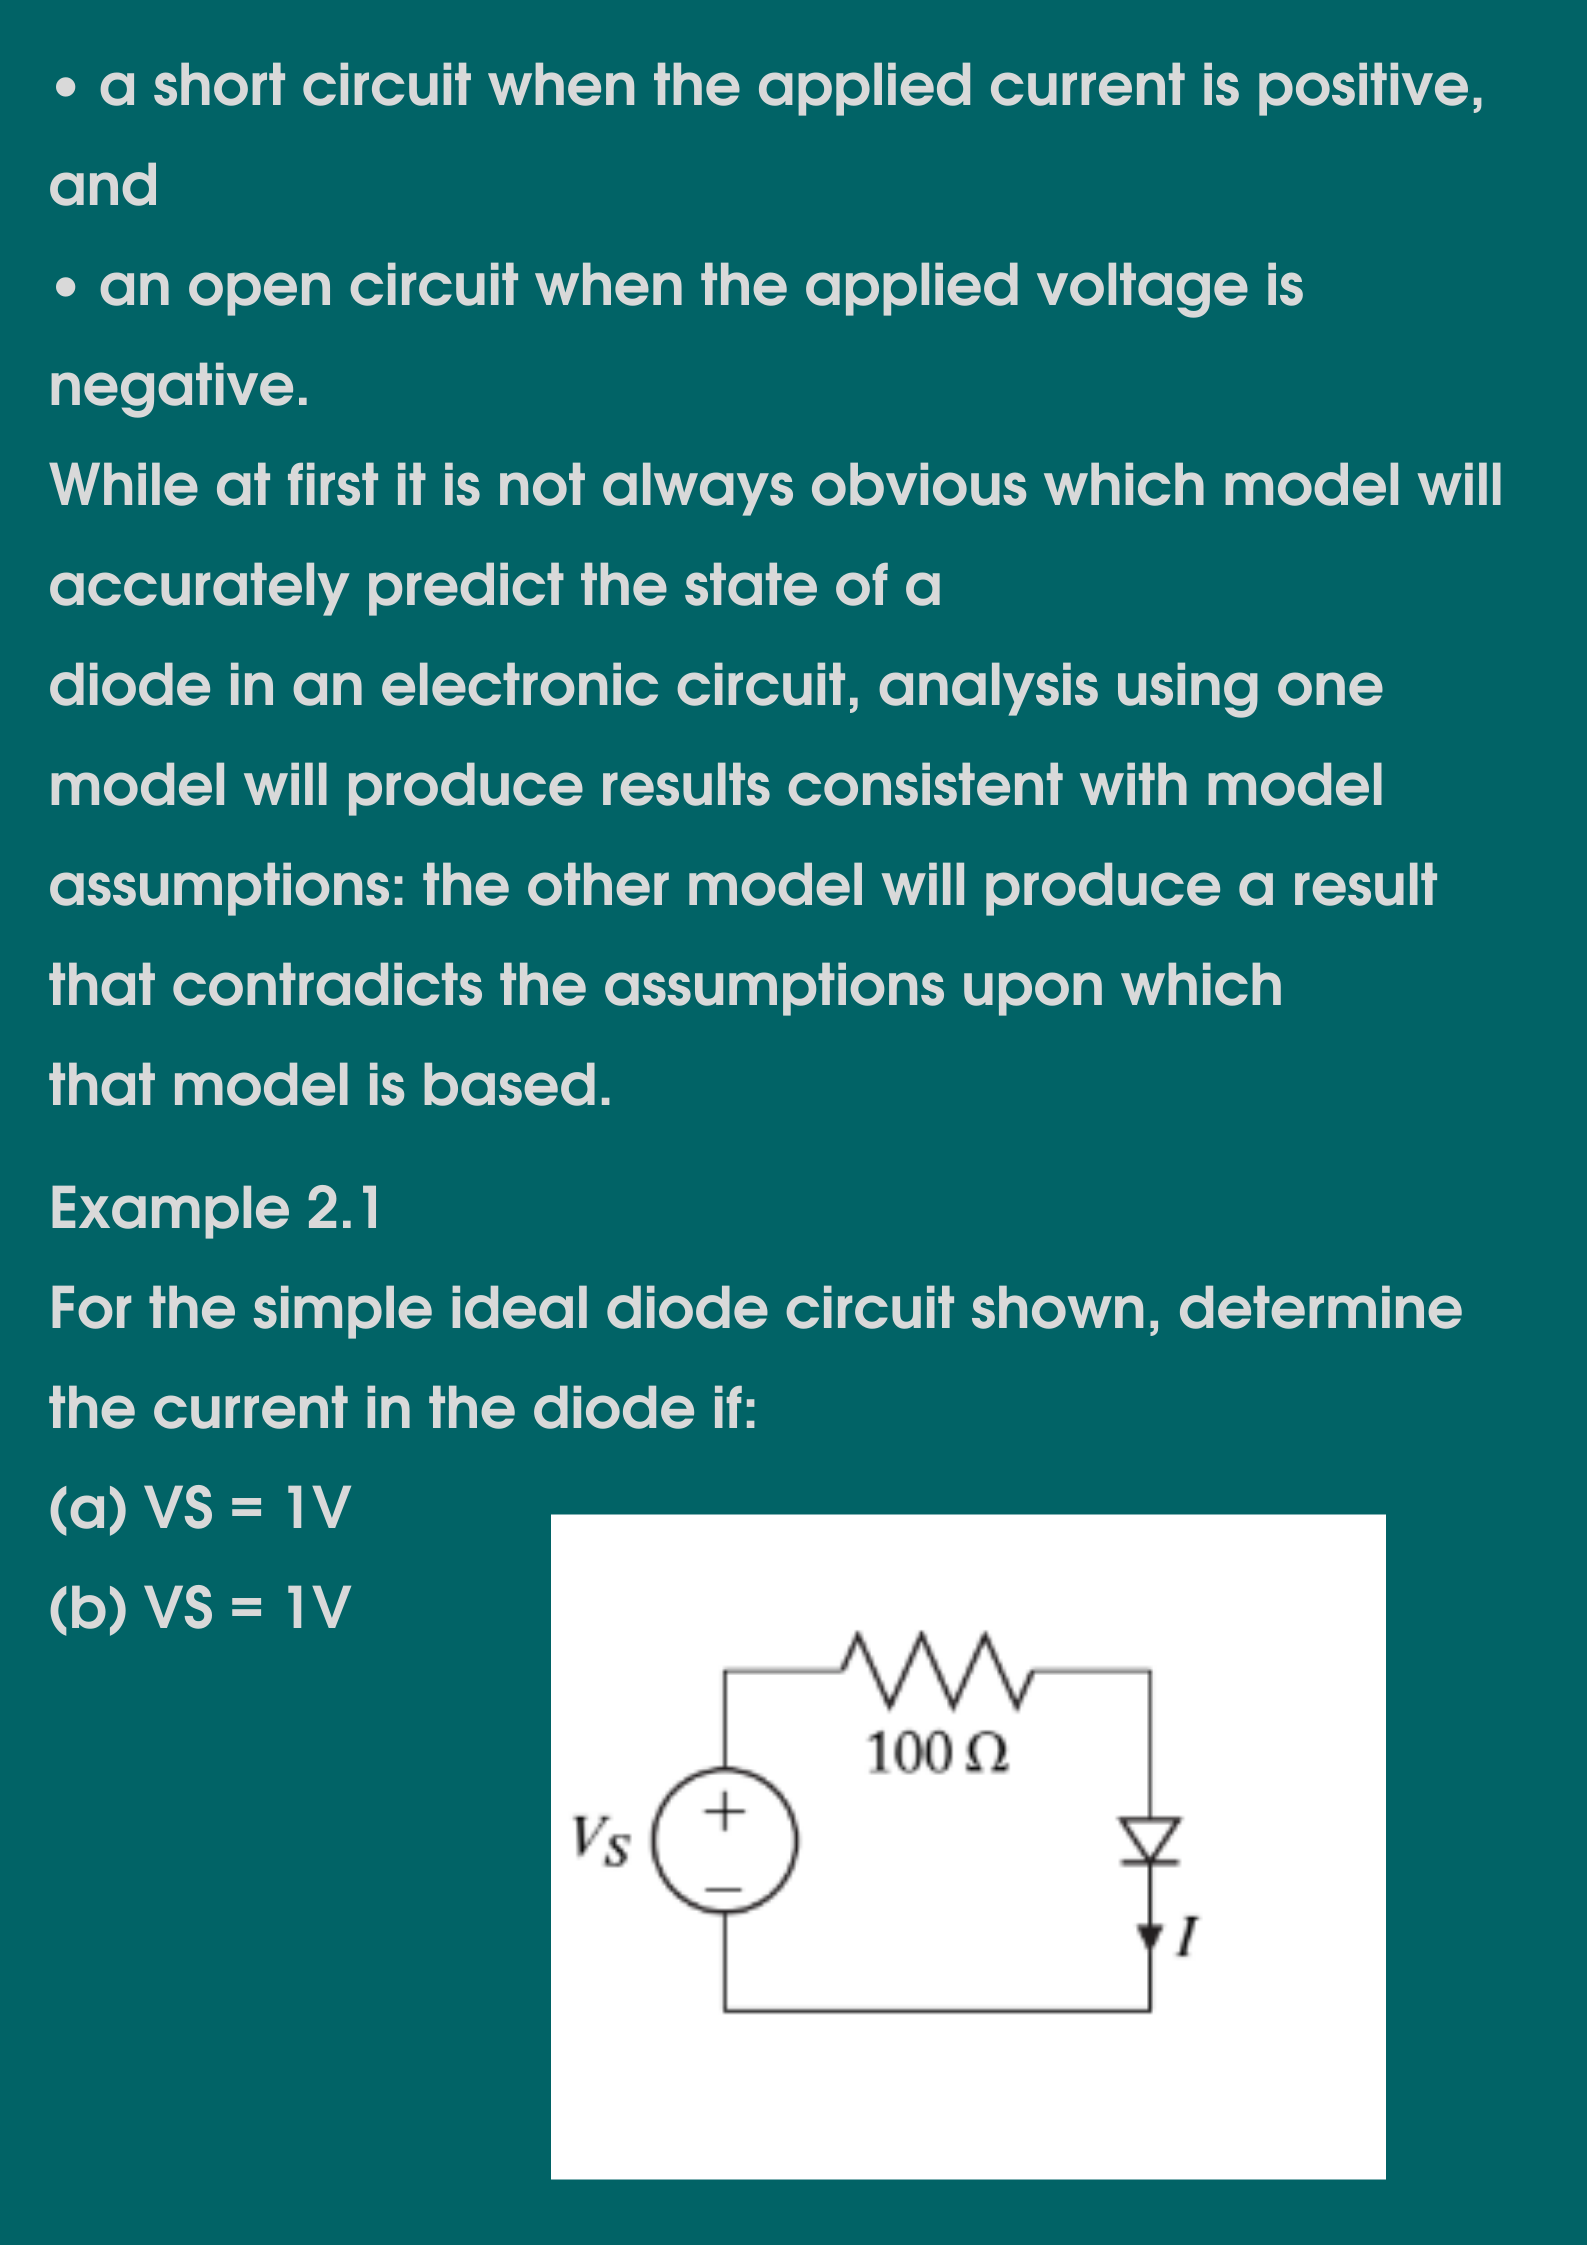 • a short circuit when the applied current is positive,
and
• an open circuit when the applied voltage is
negative.
While at first it is not always obvious which model will
accurately predict the state of a
diode in an electronic circuit, analysis using one
model will produce results consistent with model
assumptions: the other model will produce a result
that contradicts the assumptions upon which
that model is based.
Example 2.1
For the simple ideal diode circuit shown, determine
the current in the diode if:
(a) VS = 1V
(b) VS = 1V
100 Ω
+
VS
−
I